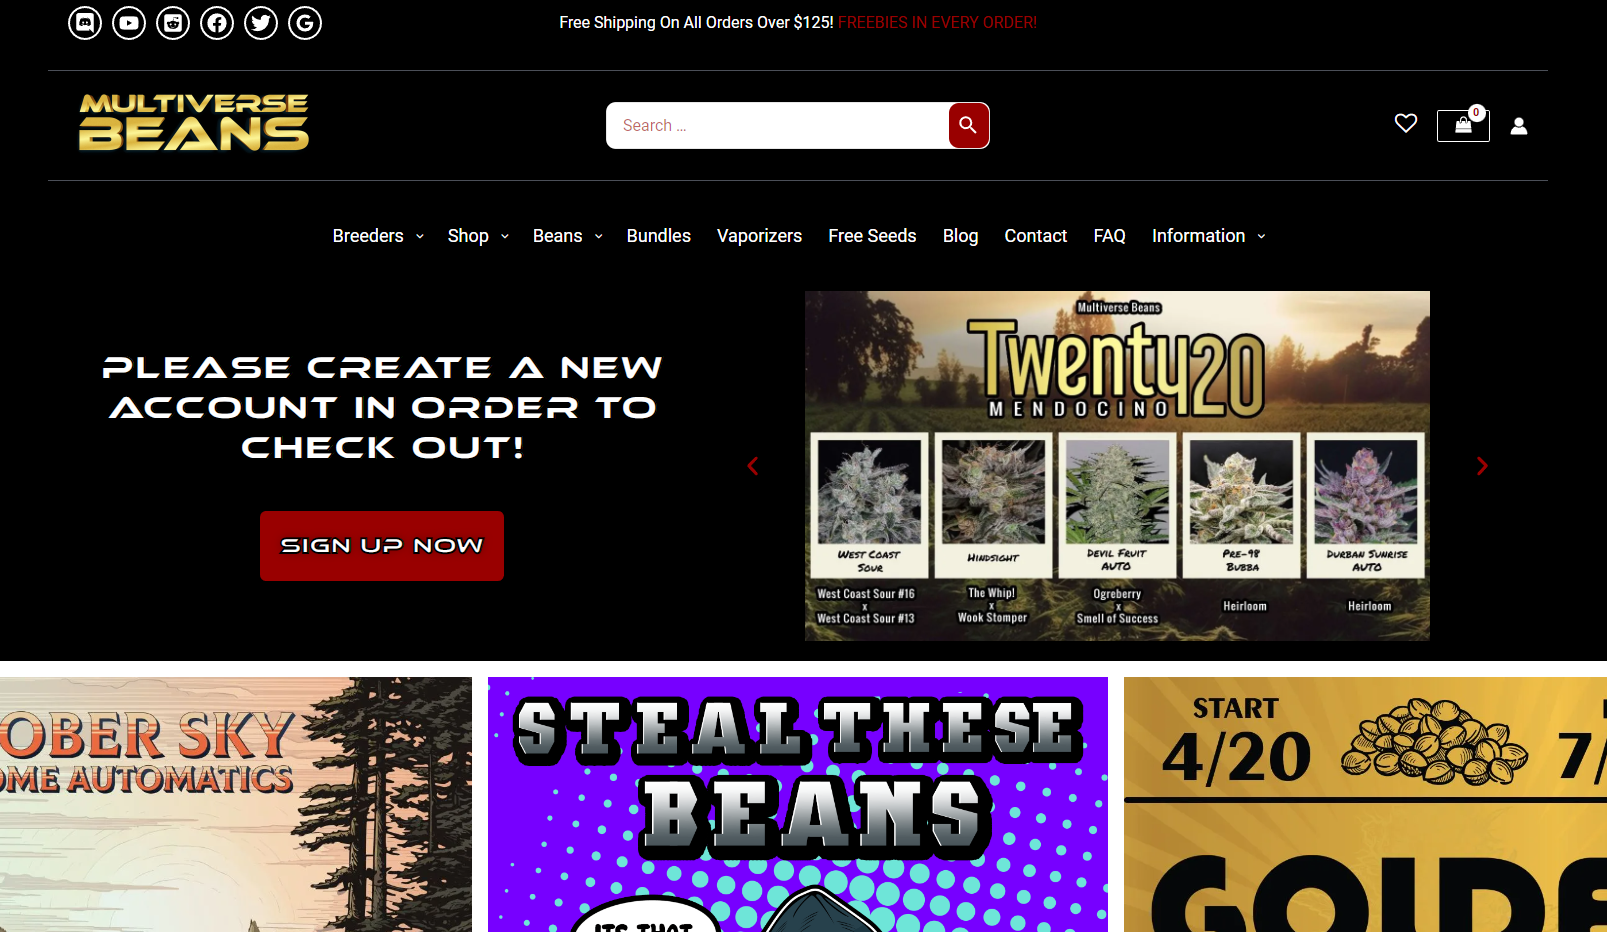 Free Shipping On All Orders Over $125! FREEBIES IN EVERY ORDER!
MULTIVERSE
BEANS
Search ...
0
Breeders
Shop
Beans
Bundles
Vaporizers
Free Seeds
Blog
Contact
FAQ
Information
PLEASE CREATE A NEW
ACCOUNT IN ORDER TO
CHECK OUT!
SIGN UP NOW
Multiverse Beans
Twenty20
MENDOCINO
WEST COAST
SOUR
HINDSIGHT
DEVIL FRUIT
AUTO
PRE-98
BUBBA
DURBAN SUNRISE
AUTO
West Coast Sour #16
x
West Coast Sour #13
The Whip!
x
Wook Stomper
Ogreberry
x
Smell of Success
Heirloom
Heirloom
OBER SKY
OME AUTOMATICS
STEAL THESE
BEANS
ITS THAT
START
4/20
7/
GOLDE